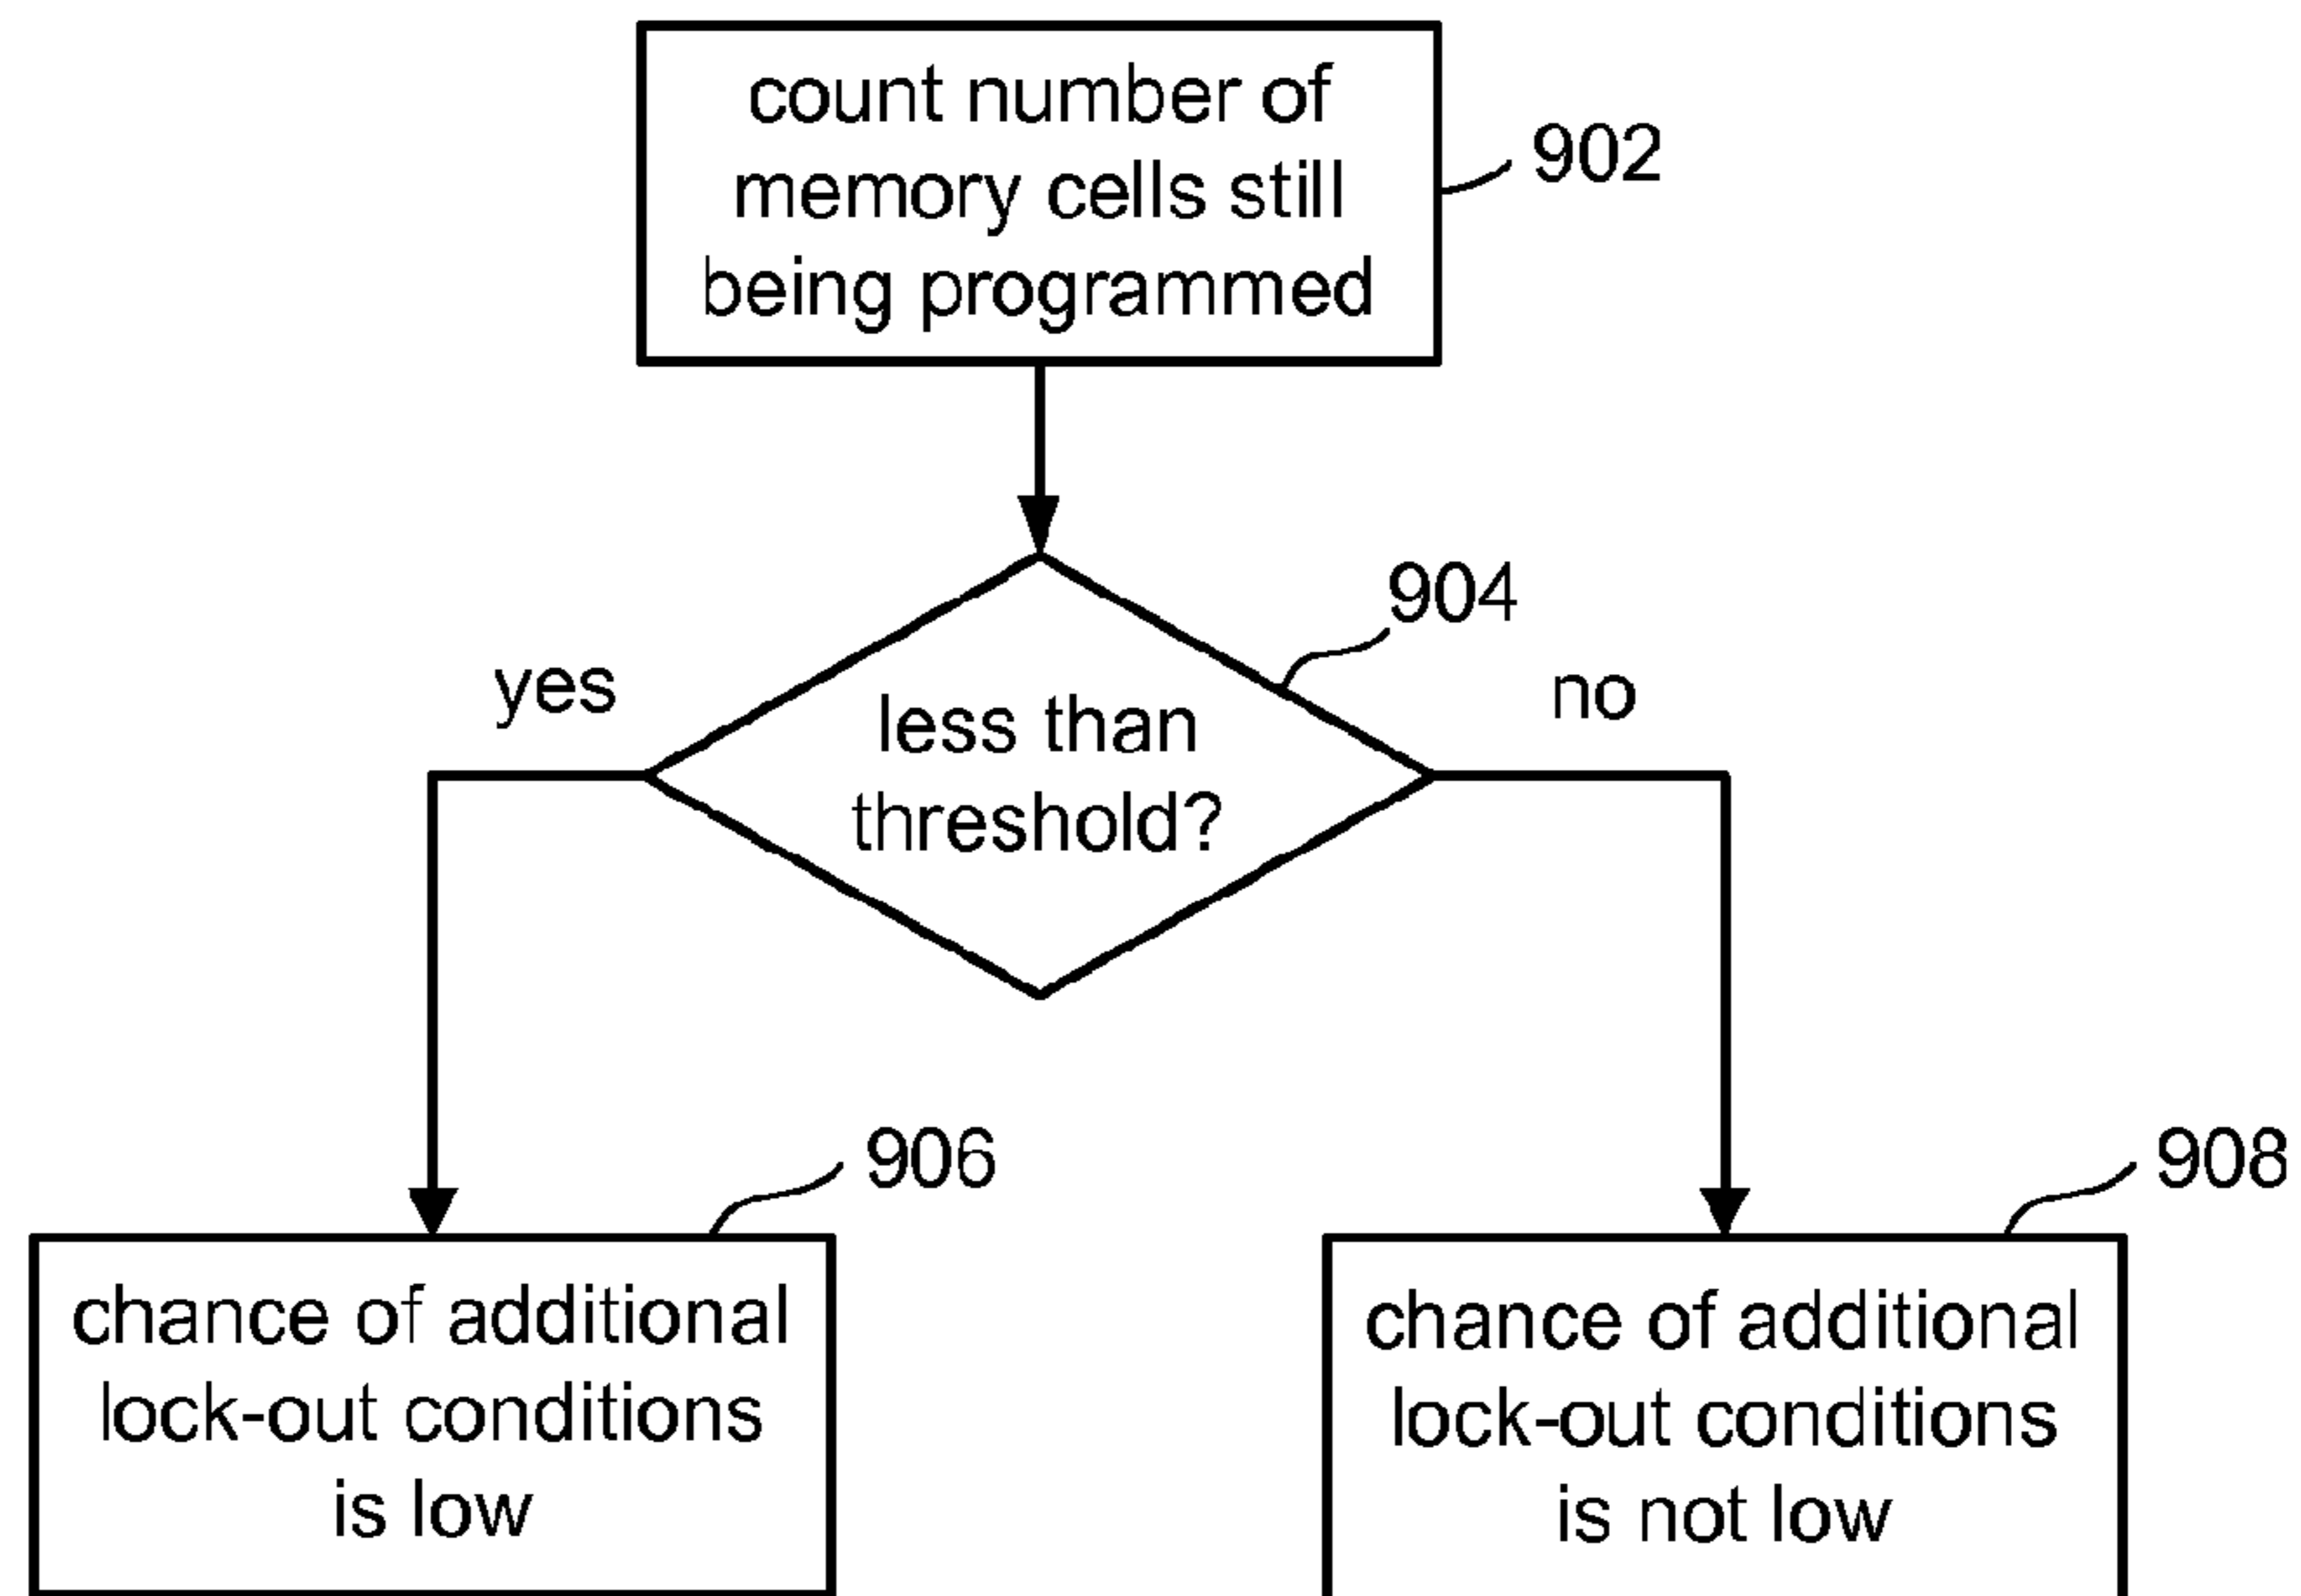 count number of
memory cells still
being programmed
902
904
yes
no
less than
threshold?
906
908
chance of additional
lock-out conditions
is low
chance of additional
lock-out conditions
is not low